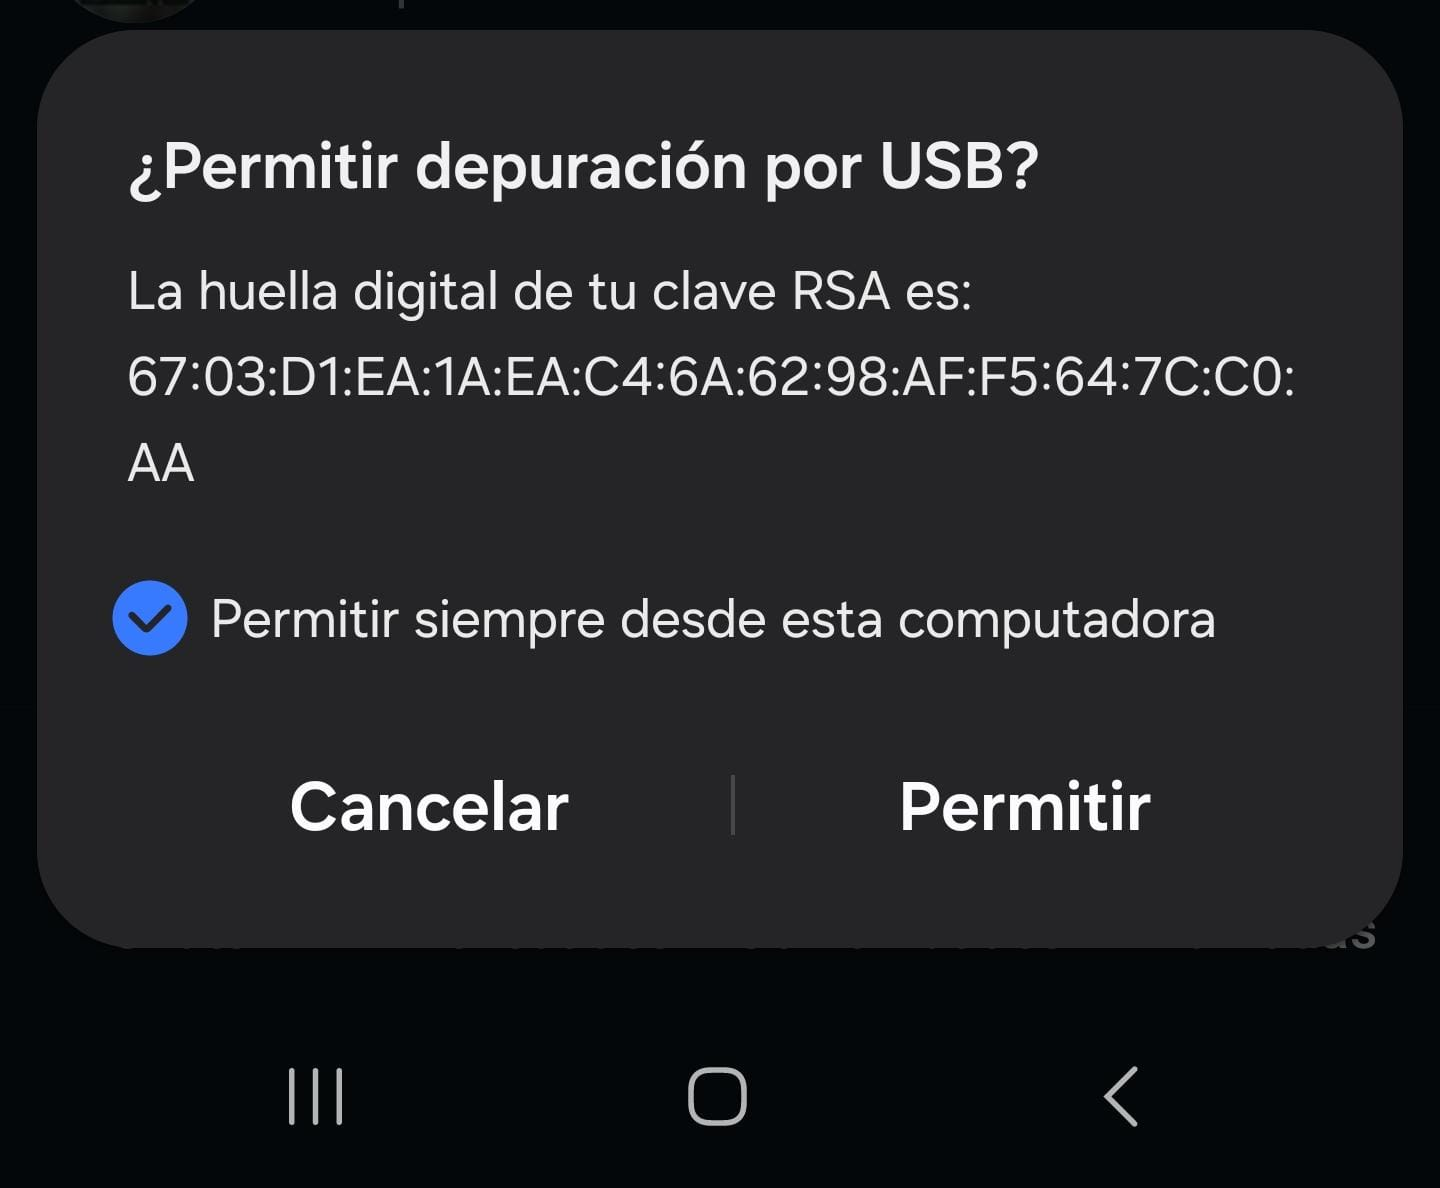 ¿Permitir depuración por USB?
La huella digital de tu clave RSA es:
67:03:D1:EA:1A:EA:C4:6A:62:98:AF:F5:64:7C:C0:
AA
Permitir siempre desde esta computadora
Cancelar
Permitir